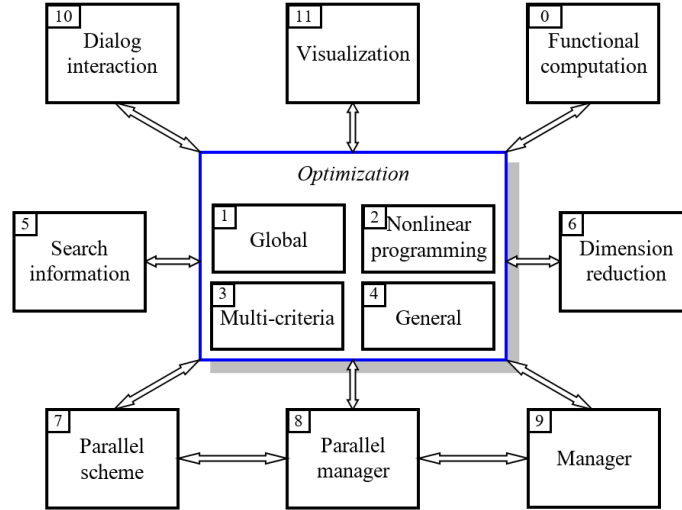 10
Dialog
interaction
11
Visualization
0
Functional
computation
Optimization
1
Global
2
Nonlinear
programming
3
Multi-criteria
4
General
5
Search
information
6
Dimension
reduction
7
Parallel
scheme
8
Parallel
manager
9
Manager